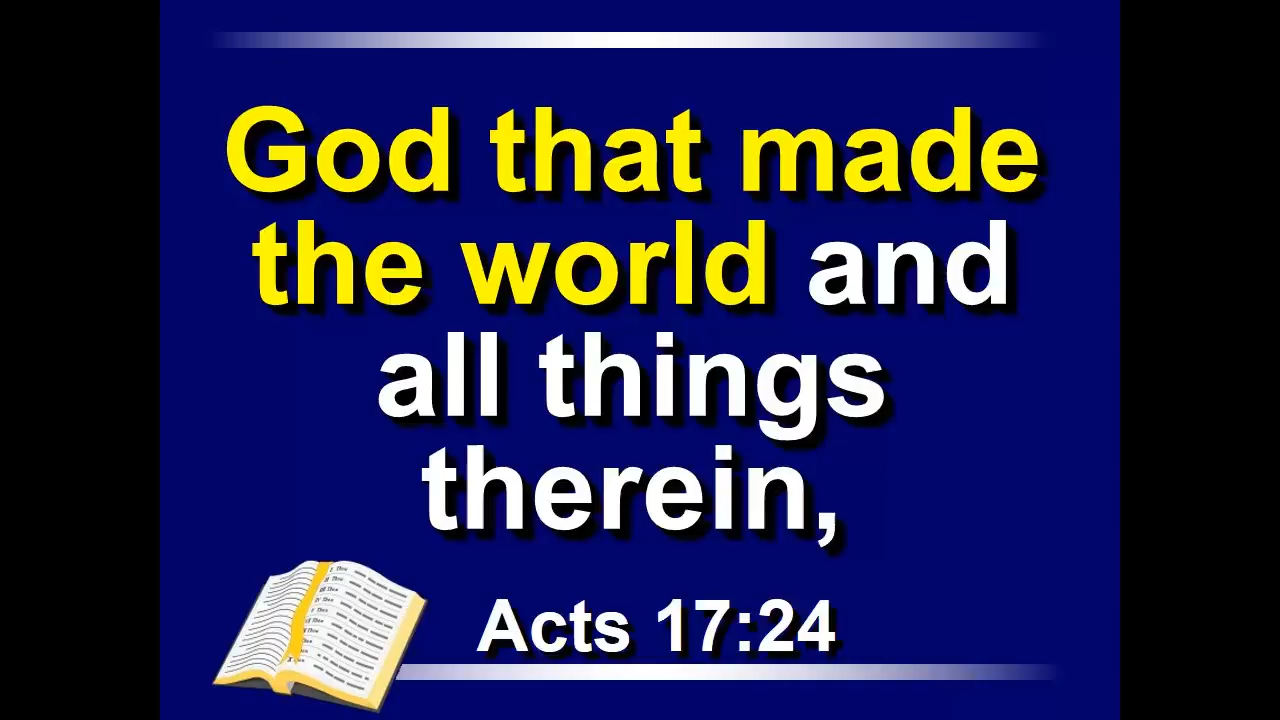 God that made
the world and
all things
therein,
Acts 17:24